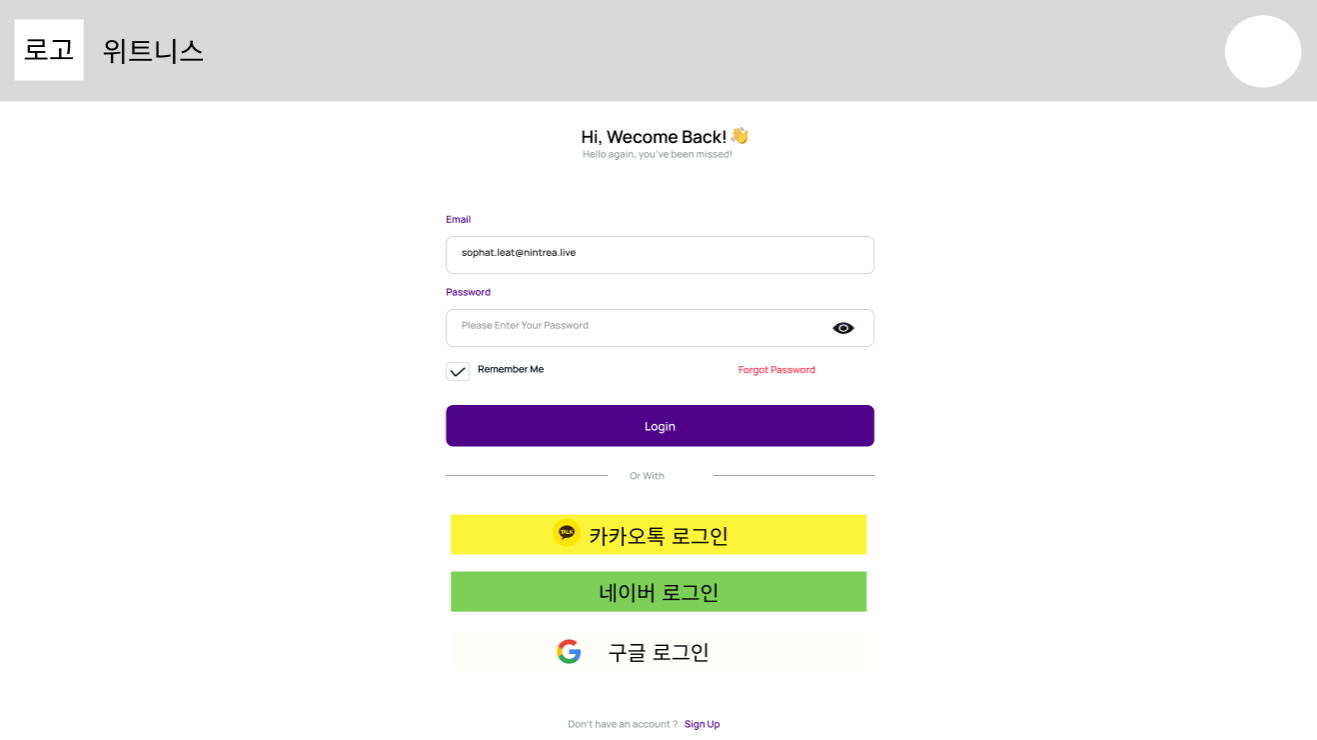 로고 위트니스
Hi, Wecome Back! 👋
Hello again, you've been missed!
Email
sophat.leat@nintrea.live
Password
Please Enter Your Password
Remember Me Forgot Password
Login
Or With
TALK 카카오톡 로그인
네이버 로그인
구글 로그인
Don't have an account ? Sign Up